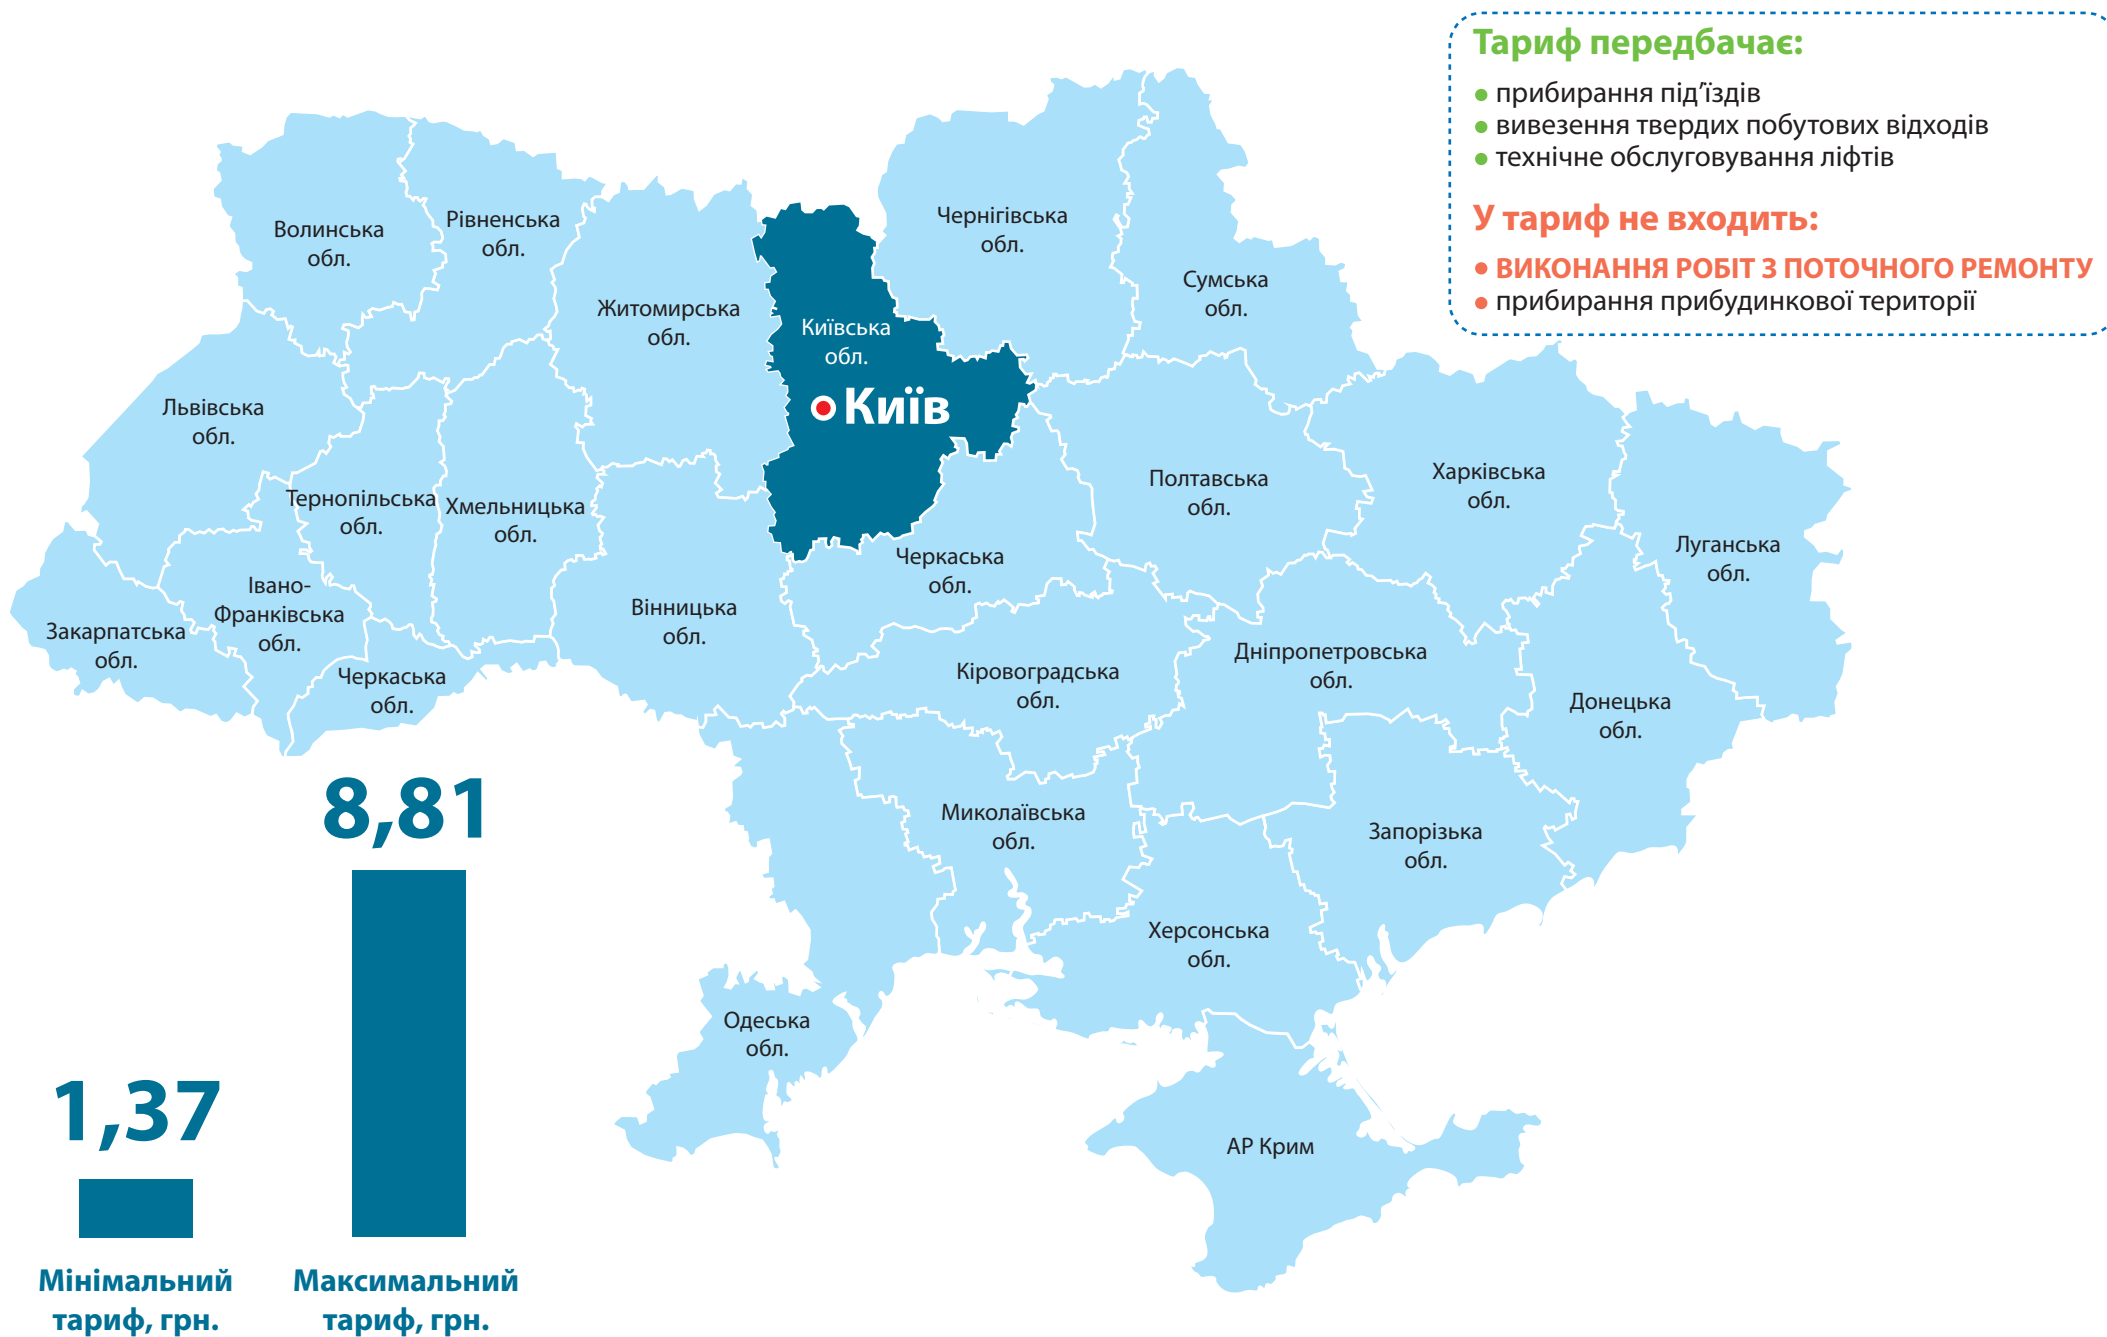 Тариф передбачає:
• прибирання під’їздів
• вивезення твердих побутових відходів
• технічне обслуговування ліфтів
У тариф не входить:
• ВИКОНАННЯ РОБІТ З ПОТОЧНОГО РЕМОНТУ
• прибирання прибудинкової території
Волинська
обл.
Рівненська
обл.
Житомирська
обл.
Київська
обл.
Київ
Чернігівська
обл.
Сумська
обл.
Львівська
обл.
Тернопільська
обл.
Хмельницька
обл.
Полтавська
обл.
Харківська
обл.
Луганська
обл.
Черкаська
обл.
Івано-
Франківська
обл.
Закарпатська
обл.
Черкаська
обл.
Вінницька
обл.
Кіровоградська
обл.
Дніпропетровська
обл.
Донецька
обл.
Миколаївська
обл.
Запорізька
обл.
Херсонська
обл.
Одеська
обл.
АР Крим
8,81
1,37
Мінімальний
тариф, грн.
Максимальний
тариф, грн.